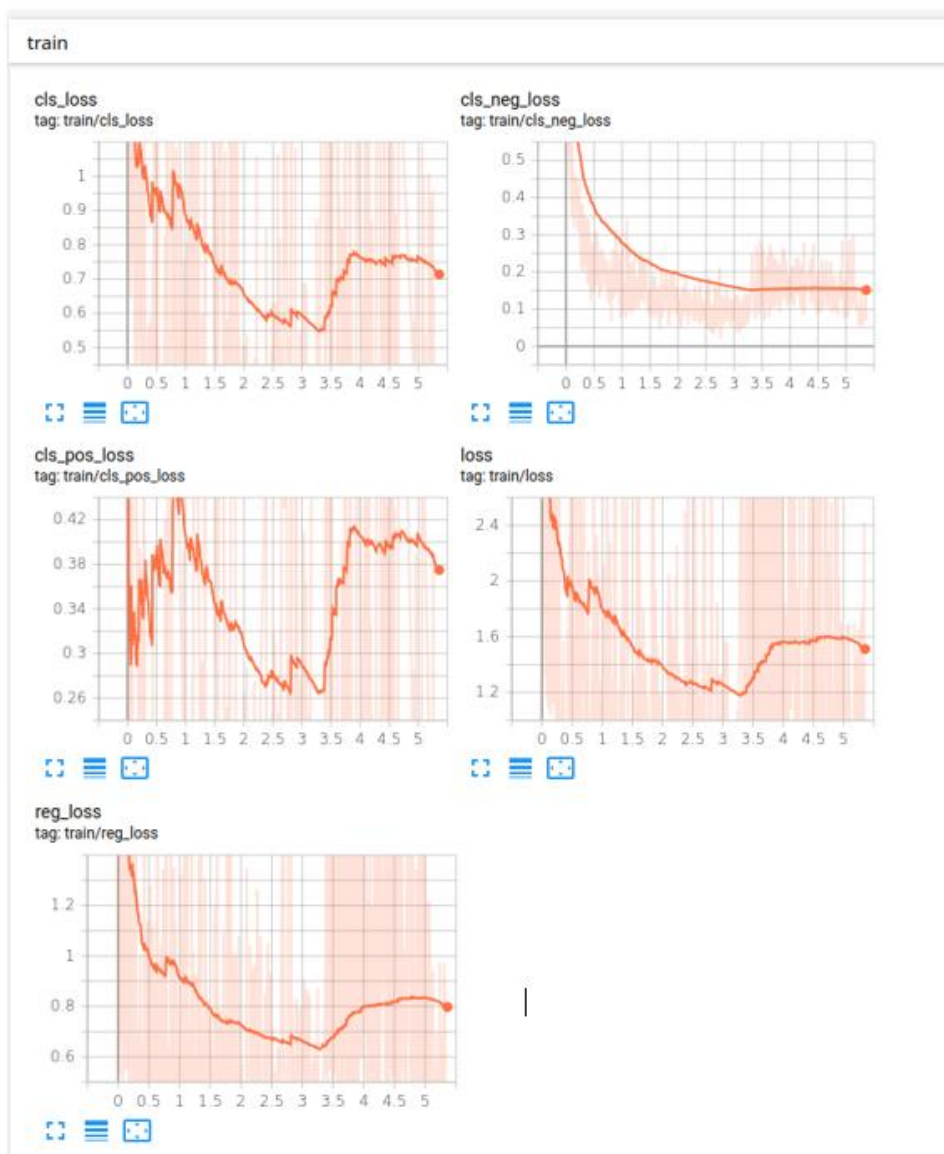 train
cls_loss
tag: train/cls_loss
1
0.9
0.8
0.7
0.6
0.5
0 0.5 1 1.5 2 2.5 3 3.5 4 4.5 5
cls_neg_loss
tag: train/cls_neg_loss
0.5
0.4
0.3
0.2
0.1
0
0 0.5 1 1.5 2 2.5 3 3.5 4 4.5 5
cls_pos_loss
tag: train/cls_pos_loss
0.42
0.38
0.34
0.3
0.26
0 0.5 1 1.5 2 2.5 3 3.5 4 4.5 5
loss
tag: train/loss
2.4
2
1.6
1.2
0 0.5 1 1.5 2 2.5 3 3.5 4 4.5 5
reg_loss
tag: train/reg_loss
1.2
1
0.8
0.6
0 0.5 1 1.5 2 2.5 3 3.5 4 4.5 5